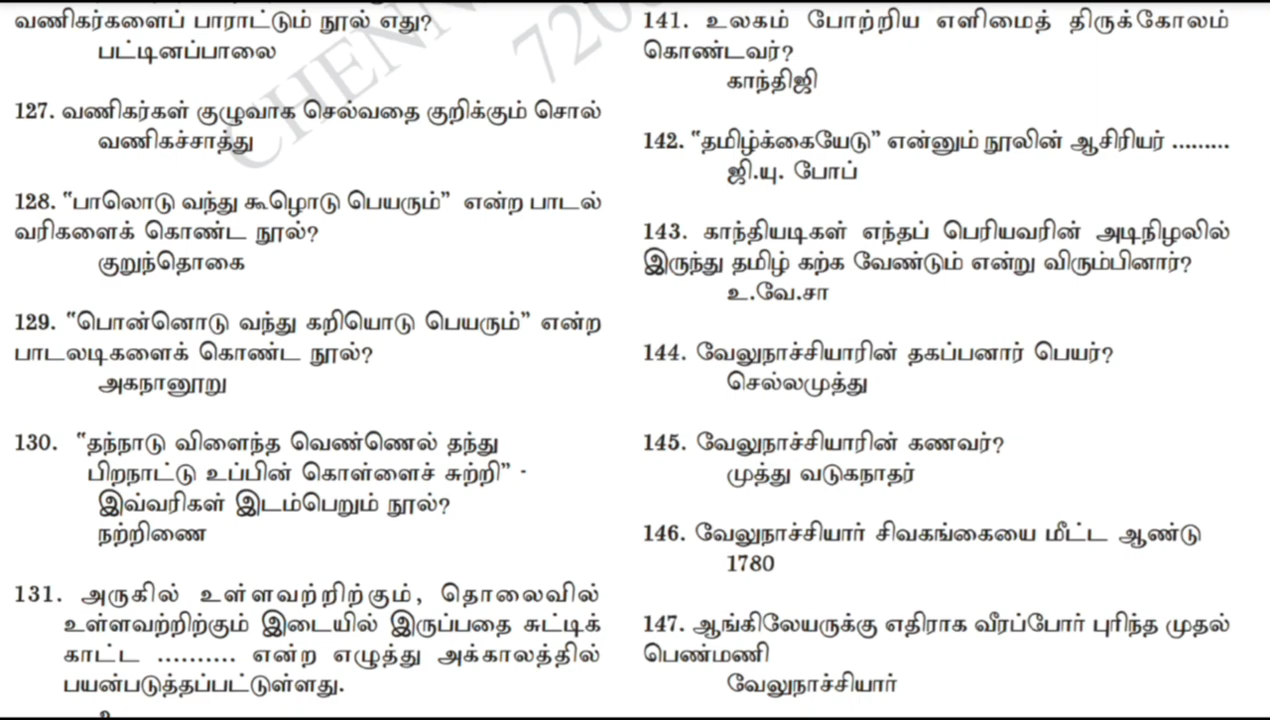 வணிகர்களைப் பாராட்டும் நூல் எது?
பட்டினப்பாலை
127. வணிகர்கள் குழுவாக செல்வதை குறிக்கும் சொல்
வணிகச்சாத்து
128. "பாலொடு வந்து கூழொடு பெயரும்" என்ற பாடல்
வரிகளைக் கொண்ட நூல்?
குறுந்தொகை
129. "பொன்னொடு வந்து கறியொடு பெயரும்" என்ற
பாடலடிகளைக் கொண்ட நூல்?
அகநானூறு
130. "தந்நாடு விளைந்த வெண்ணெல் தந்து
பிறநாட்டு உப்பின் கொள்ளைச் சுற்றி" -
இவ்வரிகள் இடம்பெறும் நூல்?
நற்றிணை
131. அருகில் உள்ளவற்றிற்கும், தொலைவில்
உள்ளவற்றிற்கும் இடையில் இருப்பதை சுட்டிக்
காட்ட .......... என்ற எழுத்து அக்காலத்தில்
பயன்படுத்தப்பட்டுள்ளது.
141. உலகம் போற்றிய எளிமைத் திருக்கோலம்
கொண்டவர்?
காந்திஜி
142. "தமிழ்க்கையேடு" என்னும் நூலின் ஆசிரியர் .........
ஜி.யு. போப்
143. காந்தியடிகள் எந்தப் பெரியவரின் அடிநிழலில்
இருந்து தமிழ் கற்க வேண்டும் என்று விரும்பினார்?
உ.வே.சா
144. வேலுநாச்சியாரின் தகப்பனார் பெயர்?
செல்லமுத்து
145. வேலுநாச்சியாரின் கணவர்?
முத்து வடுகநாதர்
146. வேலுநாச்சியார் சிவகங்கையை மீட்ட ஆண்டு
1780
147. ஆங்கிலேயருக்கு எதிராக வீரப்போர் புரிந்த முதல்
பெண்மணி
வேலுநாச்சியார்
CHENN
720